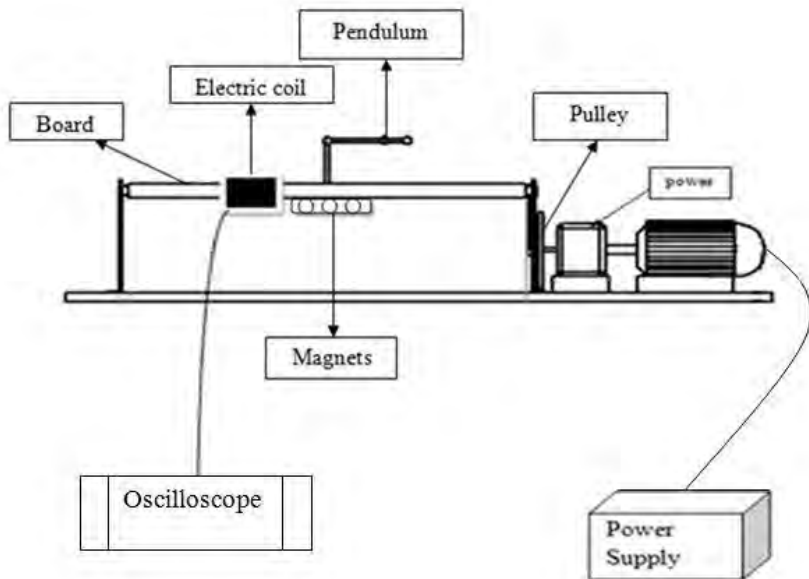 Pendulum
Electric coil
Board
Pulley
power
Magnets
Oscilloscope
Power
Supply